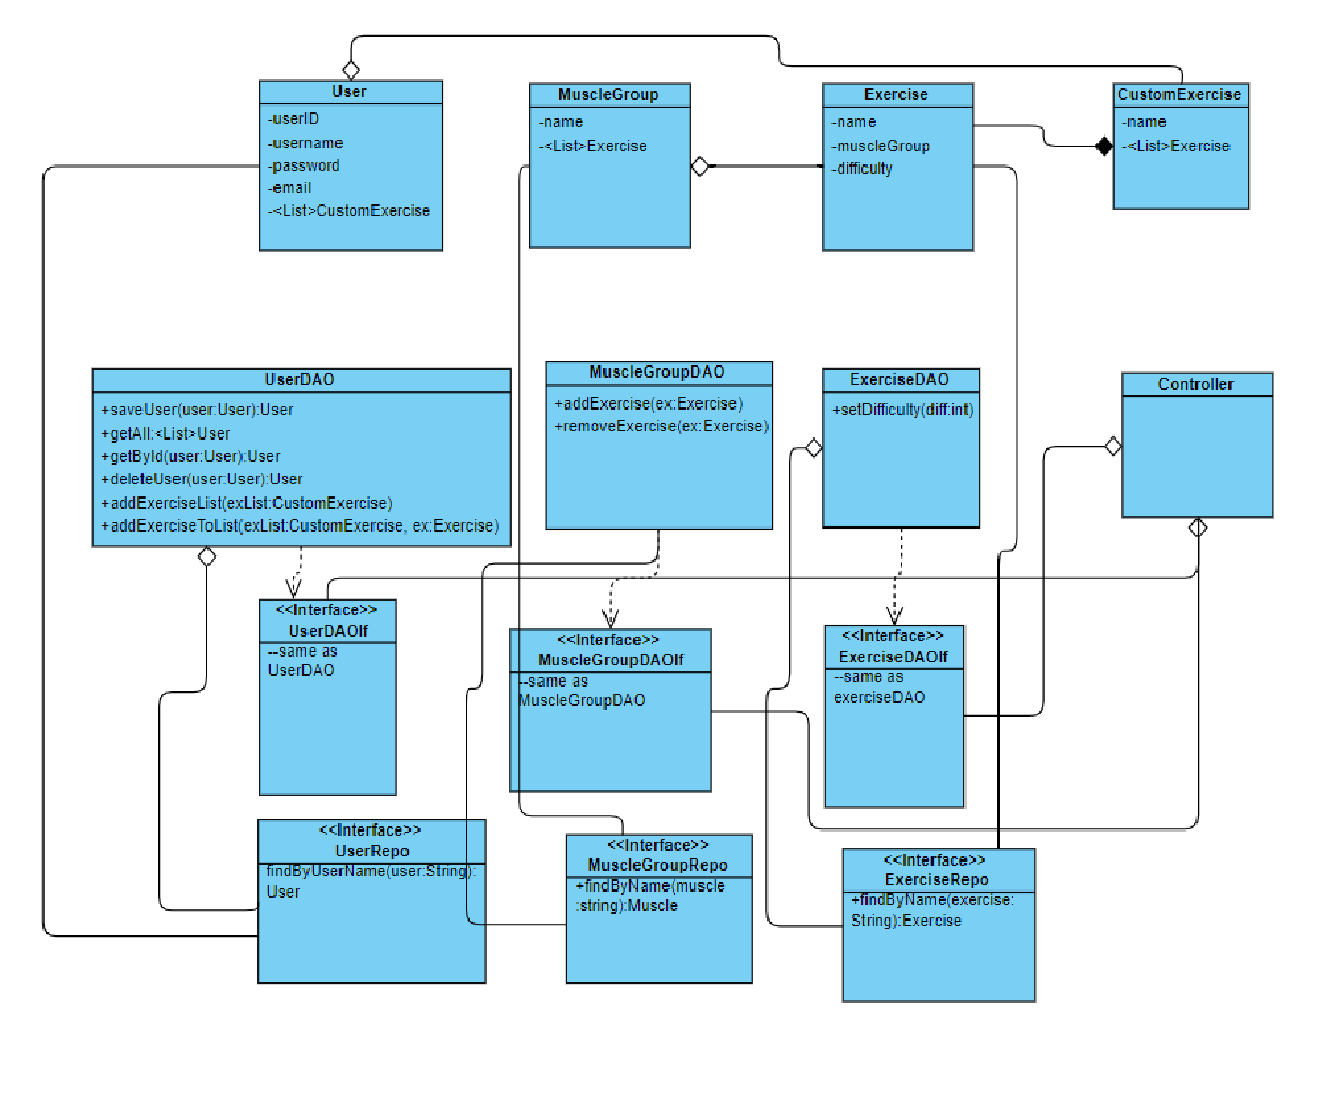 User
-userID
-username
-password
-email
-<List>CustomExercise
MuscleGroup
-name
-<List>Exercise
Exercise
-name
-muscleGroup
-difficulty
CustomExercise
-name
-<List>Exercise
UserDAO
+saveUser(user:User):User
+getAll:<List>User
+getById(user:User):User
+deleteUser(user:User):User
+addExerciseList(exList:CustomExercise)
+addExerciseToList(exList:CustomExercise, ex:Exercise)
MuscleGroupDAO
+addExercise(ex:Exercise)
+removeExercise(ex:Exercise)
ExerciseDAO
+setDifficulty(diff:int)
Controller
<<Interface>>
UserDAOIf
--same as
UserDAO
<<Interface>>
MuscleGroupDAOIf
--same as
MuscleGroupDAO
<<Interface>>
ExerciseDAOIf
--same as
exerciseDAO
<<Interface>>
UserRepo
findByUserName(user:String):
User
<<Interface>>
MuscleGroupRepo
+findByName(muscle
:string):Muscle
<<Interface>>
ExerciseRepo
+findByName(exercise:
String):Exercise